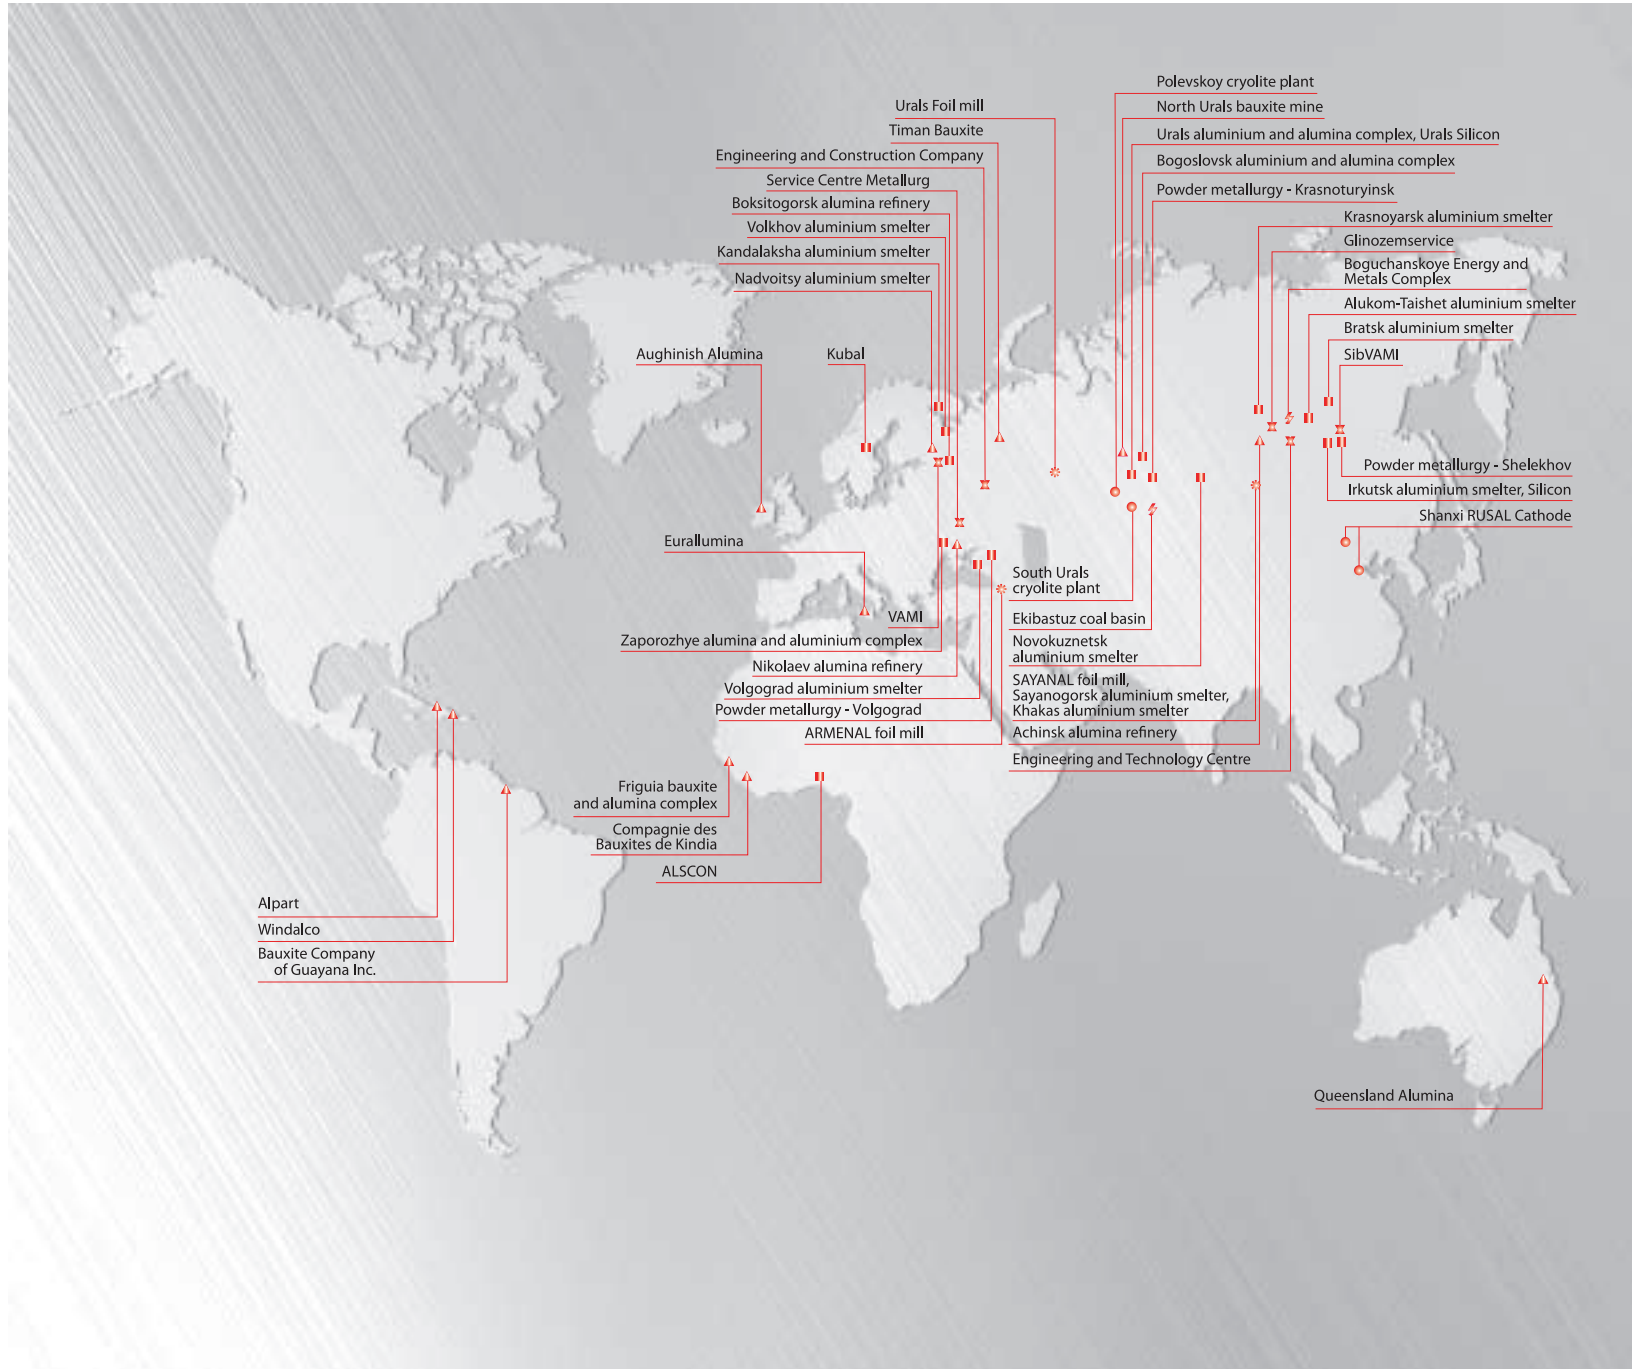 Polevskoy cryolite plant
North Urals bauxite mine
Urals aluminium and alumina complex, Urals Silicon
Bogoslovsk aluminium and alumina complex
Powder metallurgy - Krasnoturyinsk
Urals Foil mill
Timan Bauxite
Engineering and Construction Company
Service Centre Metallurg
Boksitogorsk alumina refinery
Volkhov aluminium smelter
Kandalaksha aluminium smelter
Nadvoitsy aluminium smelter
Krasnoyarsk aluminium smelter
Glinozemservice
Boguchanskoye Energy and
Metals Complex
Alukom-Taishet aluminium smelter
Bratsk aluminium smelter
SibVAMI
Aughinish Alumina
Kubal
Powder metallurgy - Shelekhov
Irkutsk aluminium smelter, Silicon
Shanxi RUSAL Cathode
Eurallumina
VAMI
Zaporozhye alumina and aluminium complex
Nikolaev alumina refinery
Volgograd aluminium smelter
Powder metallurgy - Volgograd
ARMENAL foil mill
South Urals
cryolite plant
Ekibastuz coal basin
Novokuznetsk
aluminium smelter
SAYANAL foil mill,
Sayanogorsk aluminium smelter,
Khakas aluminium smelter
Achinsk alumina refinery
Engineering and Technology Centre
Friguia bauxite
and alumina complex
Compagnie des
Bauxites de Kindia
ALSCON
Alpart
Windalco
Bauxite Company
of Guayana Inc.
Queensland Alumina